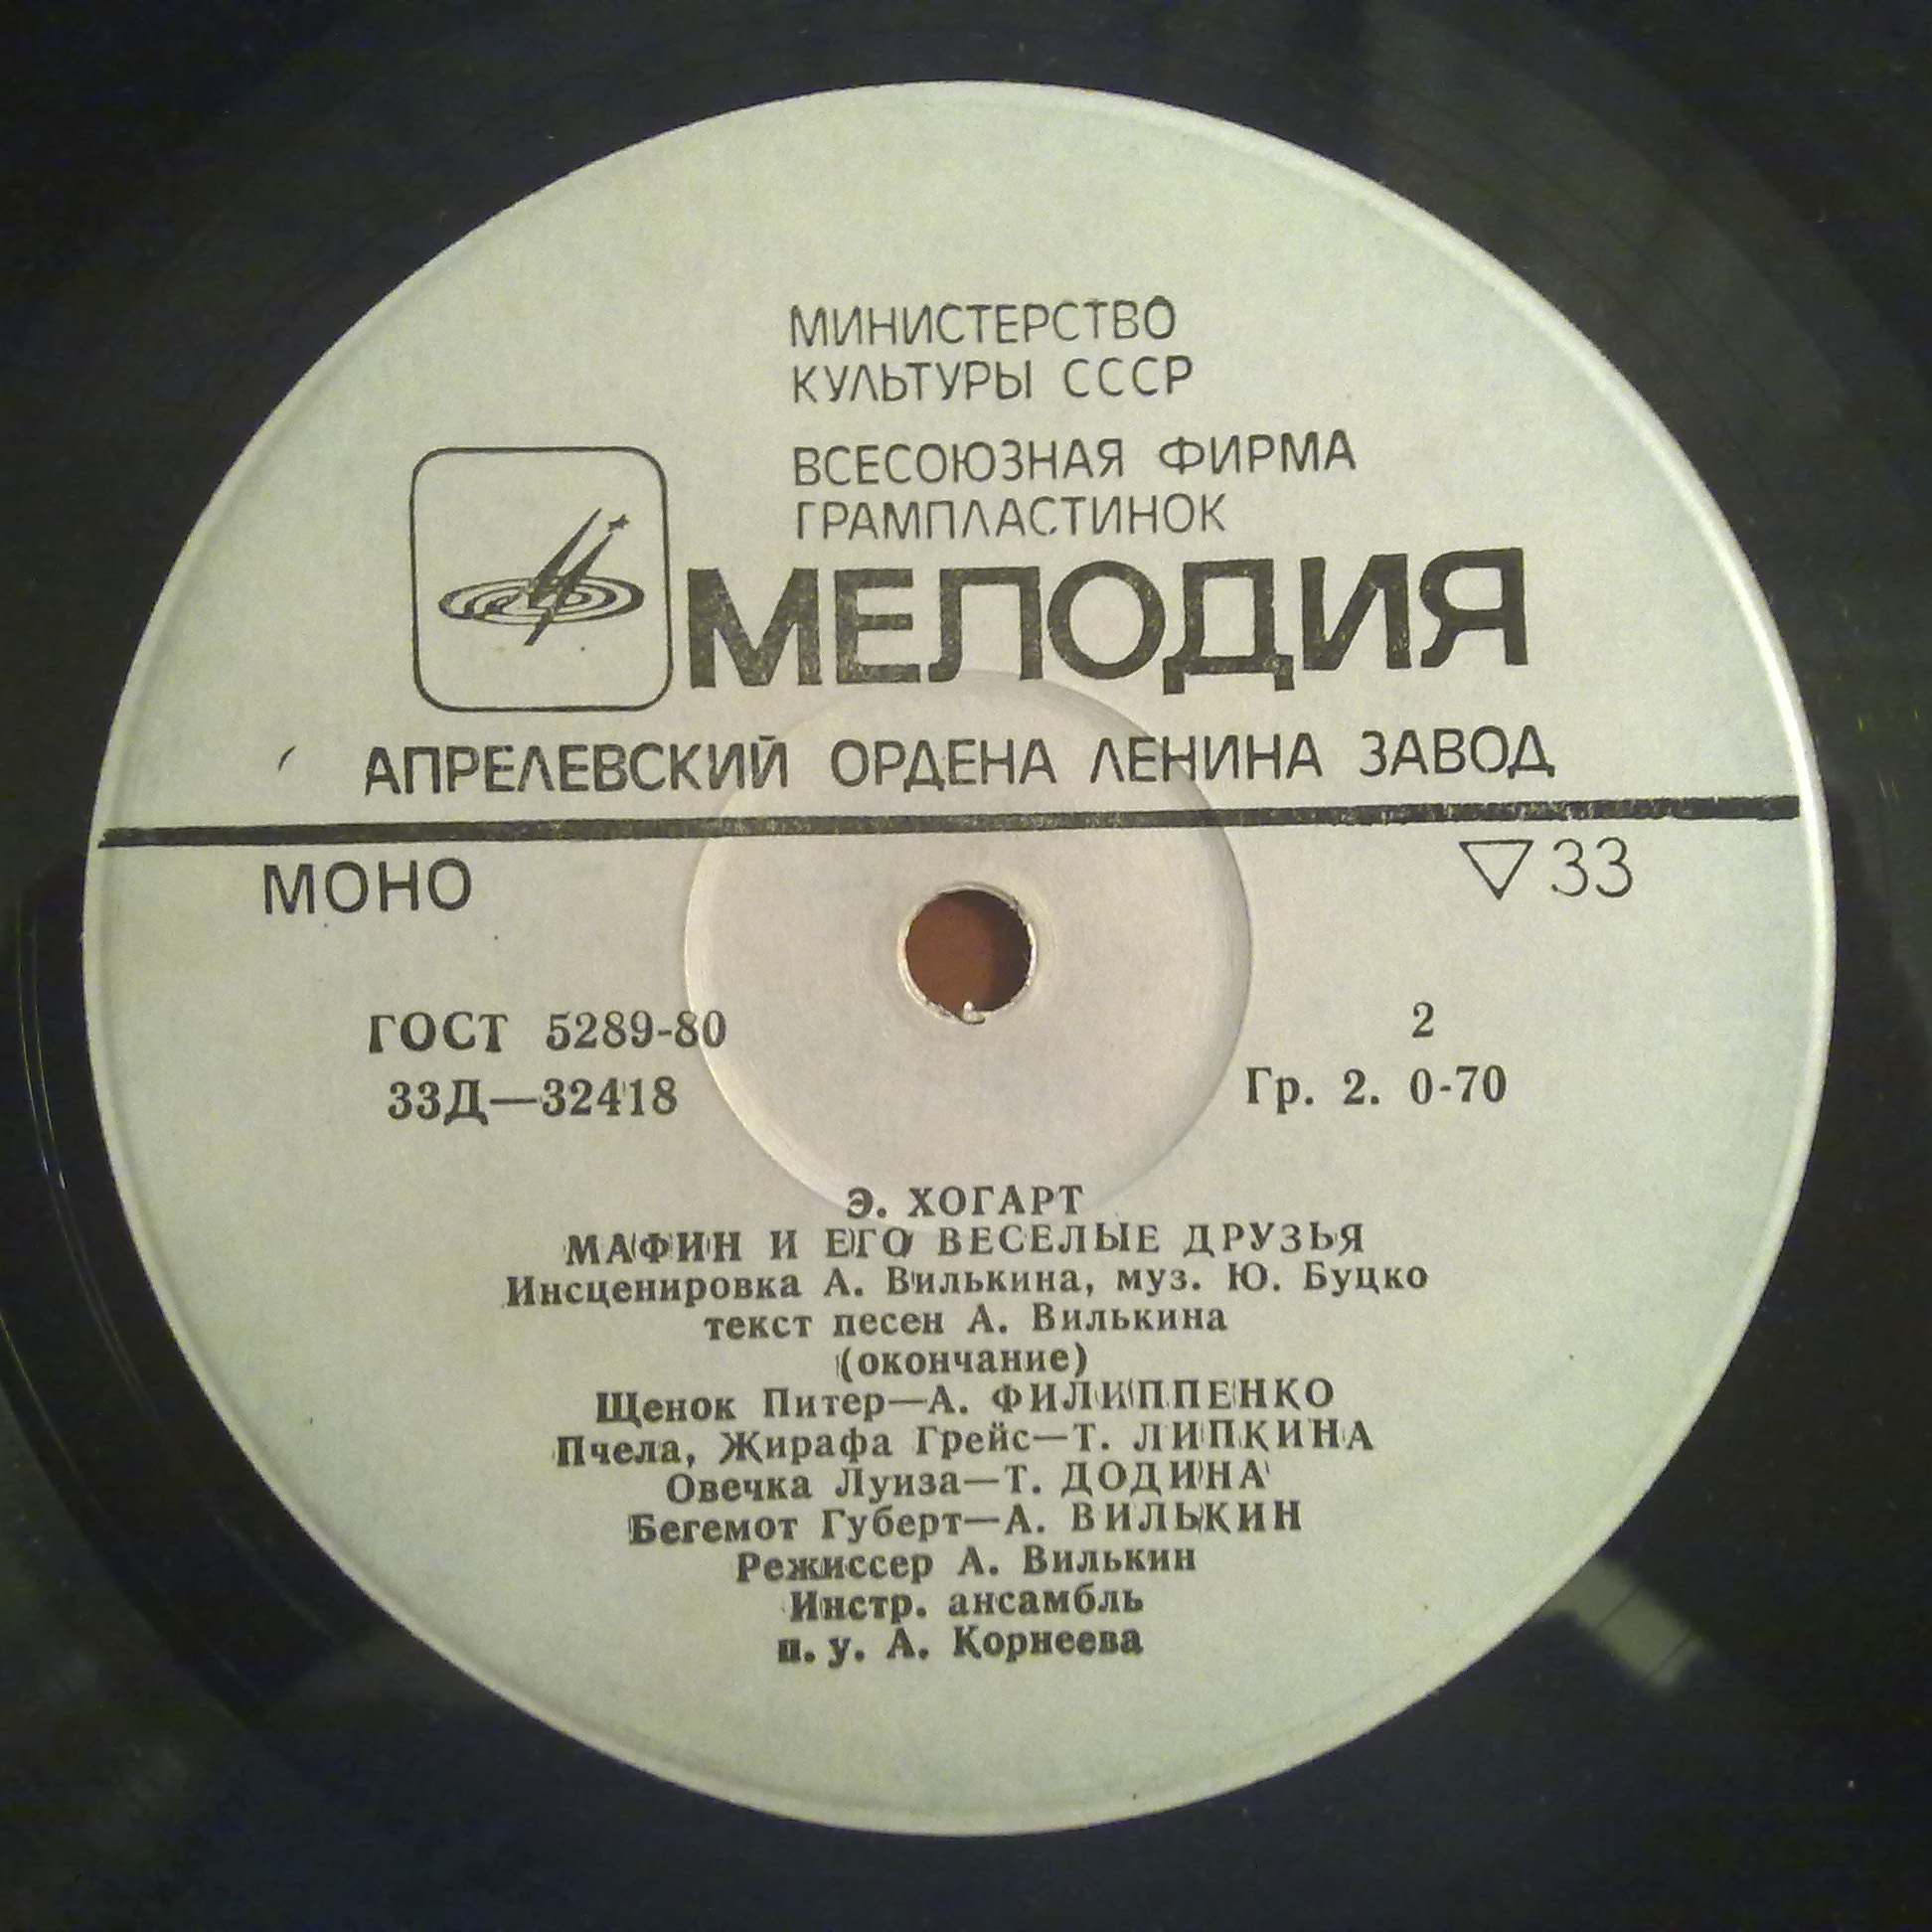 МИНИСТЕРСТВО
КУЛЬТУРЫ СССР
ВСЕСОЮЗНАЯ ФИРМА
ГРАМПЛАСТИНОК
МЕЛОДИЯ
АПРЕЛЕВСКИЙ ОРДЕНА ЛЕНИНА ЗАВОД
МОНО
▽33
ГОСТ 5289-80
33Д—32418
2
Гр. 2. 0-70
Э. ХОГАРТ
МАФИН И ЕГО ВЕСЕЛЫЕ ДРУЗЬЯ
Инсценировка А. Вилькина, муз. Ю. Буцко
текст песен А. Вилькина
(окончание)
Щенок Питер—А. ФИЛИППЕНКО
Пчела, Жирафа Грейс—Т. ЛИПКИНА
Овечка Луиза—Т. ДОДИНА
Бегемот Губерт—А. ВИЛЬКИН
Режиссер А. Вилькин
Инстр. ансамбль
п. у. А. Корнеева